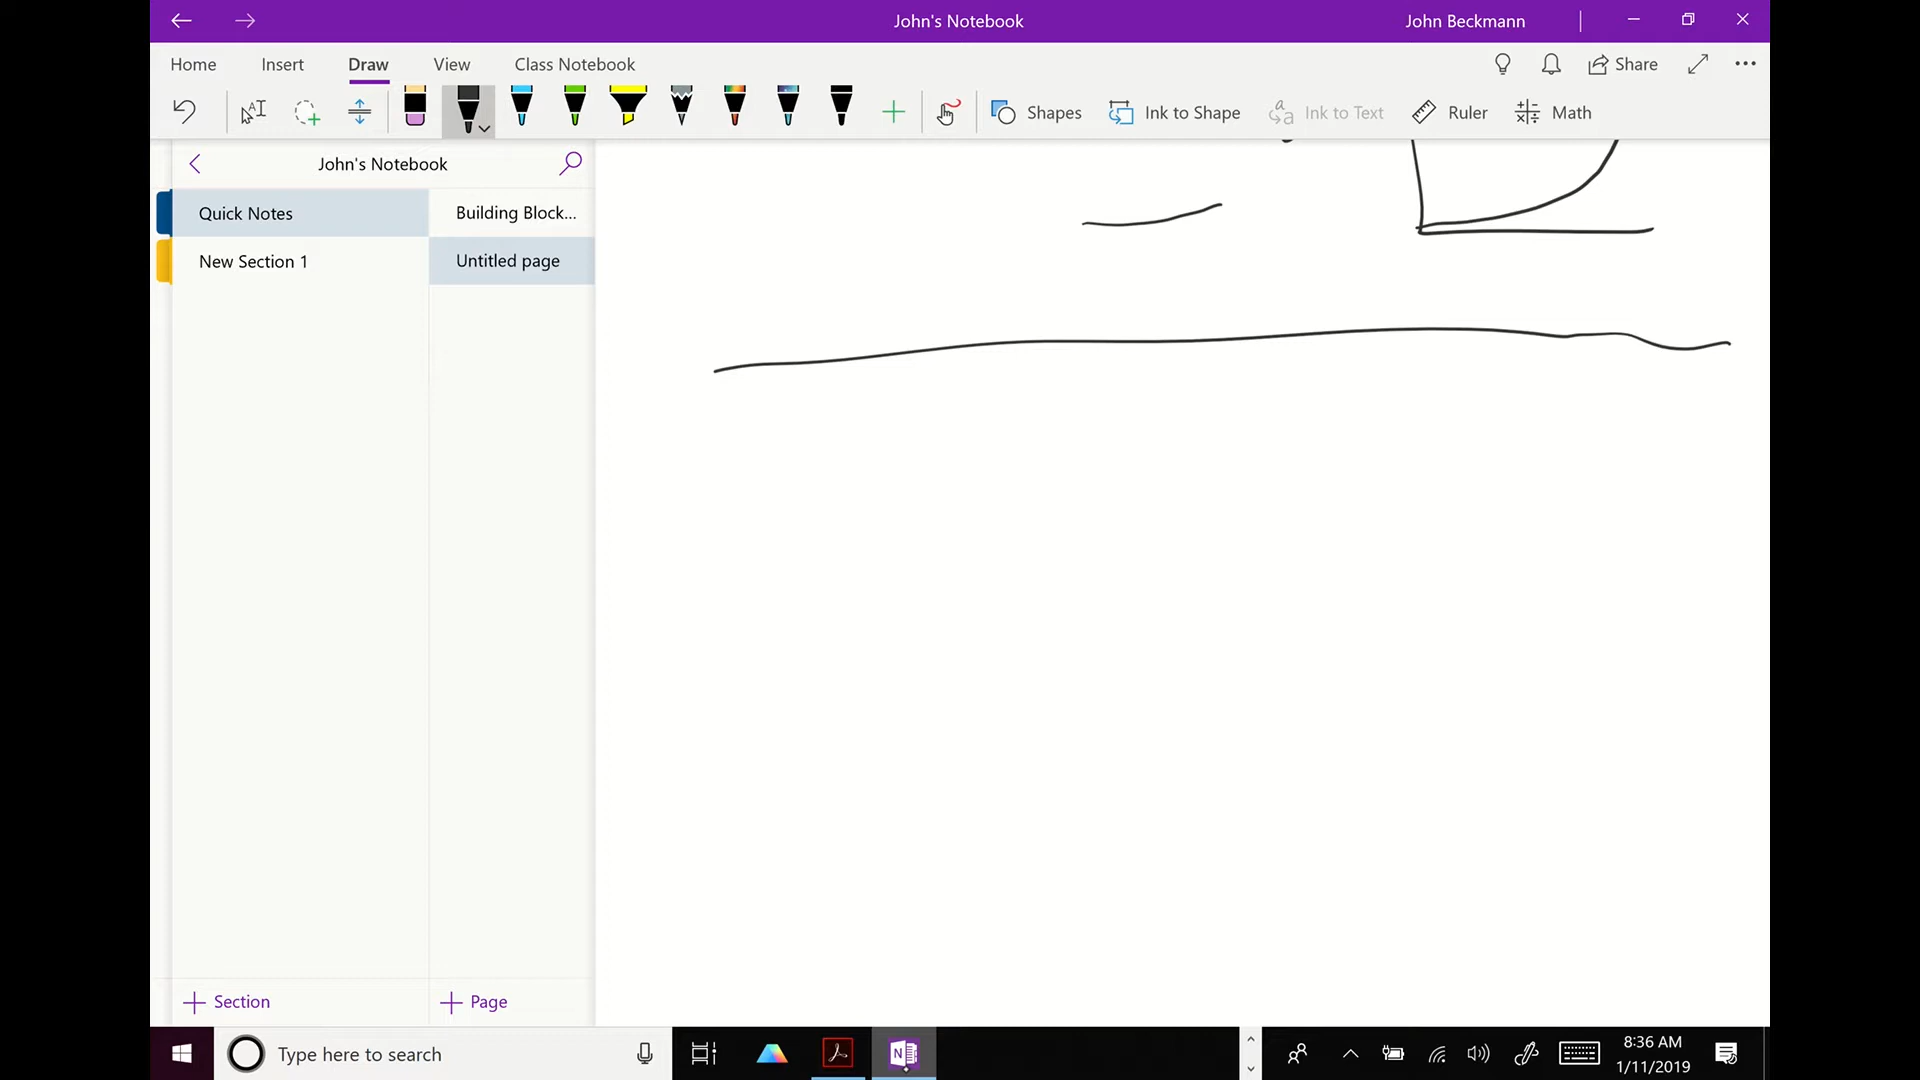 John's Notebook
John Beckmann
Home
Insert
Draw
View
Class Notebook
Share
Shapes
Ink to Shape
Ink to Text
Ruler
Math
John's Notebook
Quick Notes
Building Block...
New Section 1
Untitled page
Section
Page
Type here to search
8:36 AM
1/11/2019